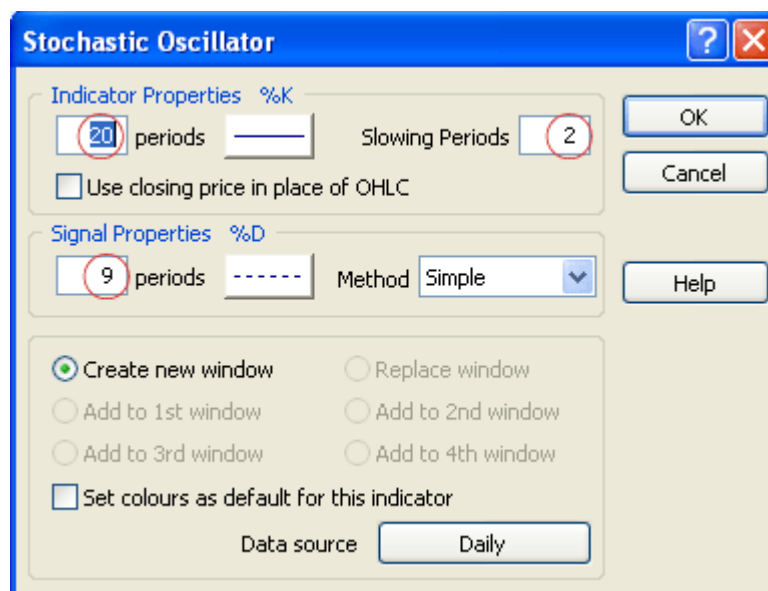 Stochastic Oscillator
Indicator Properties %K
20 periods Slowing Periods 2
Use closing price in place of OHLC
Signal Properties %D
9 periods Method Simple
OK
Cancel
Help
Create new window Replace window
Add to 1st window Add to 2nd window
Add to 3rd window Add to 4th window
Set colours as default for this indicator
Data source Daily